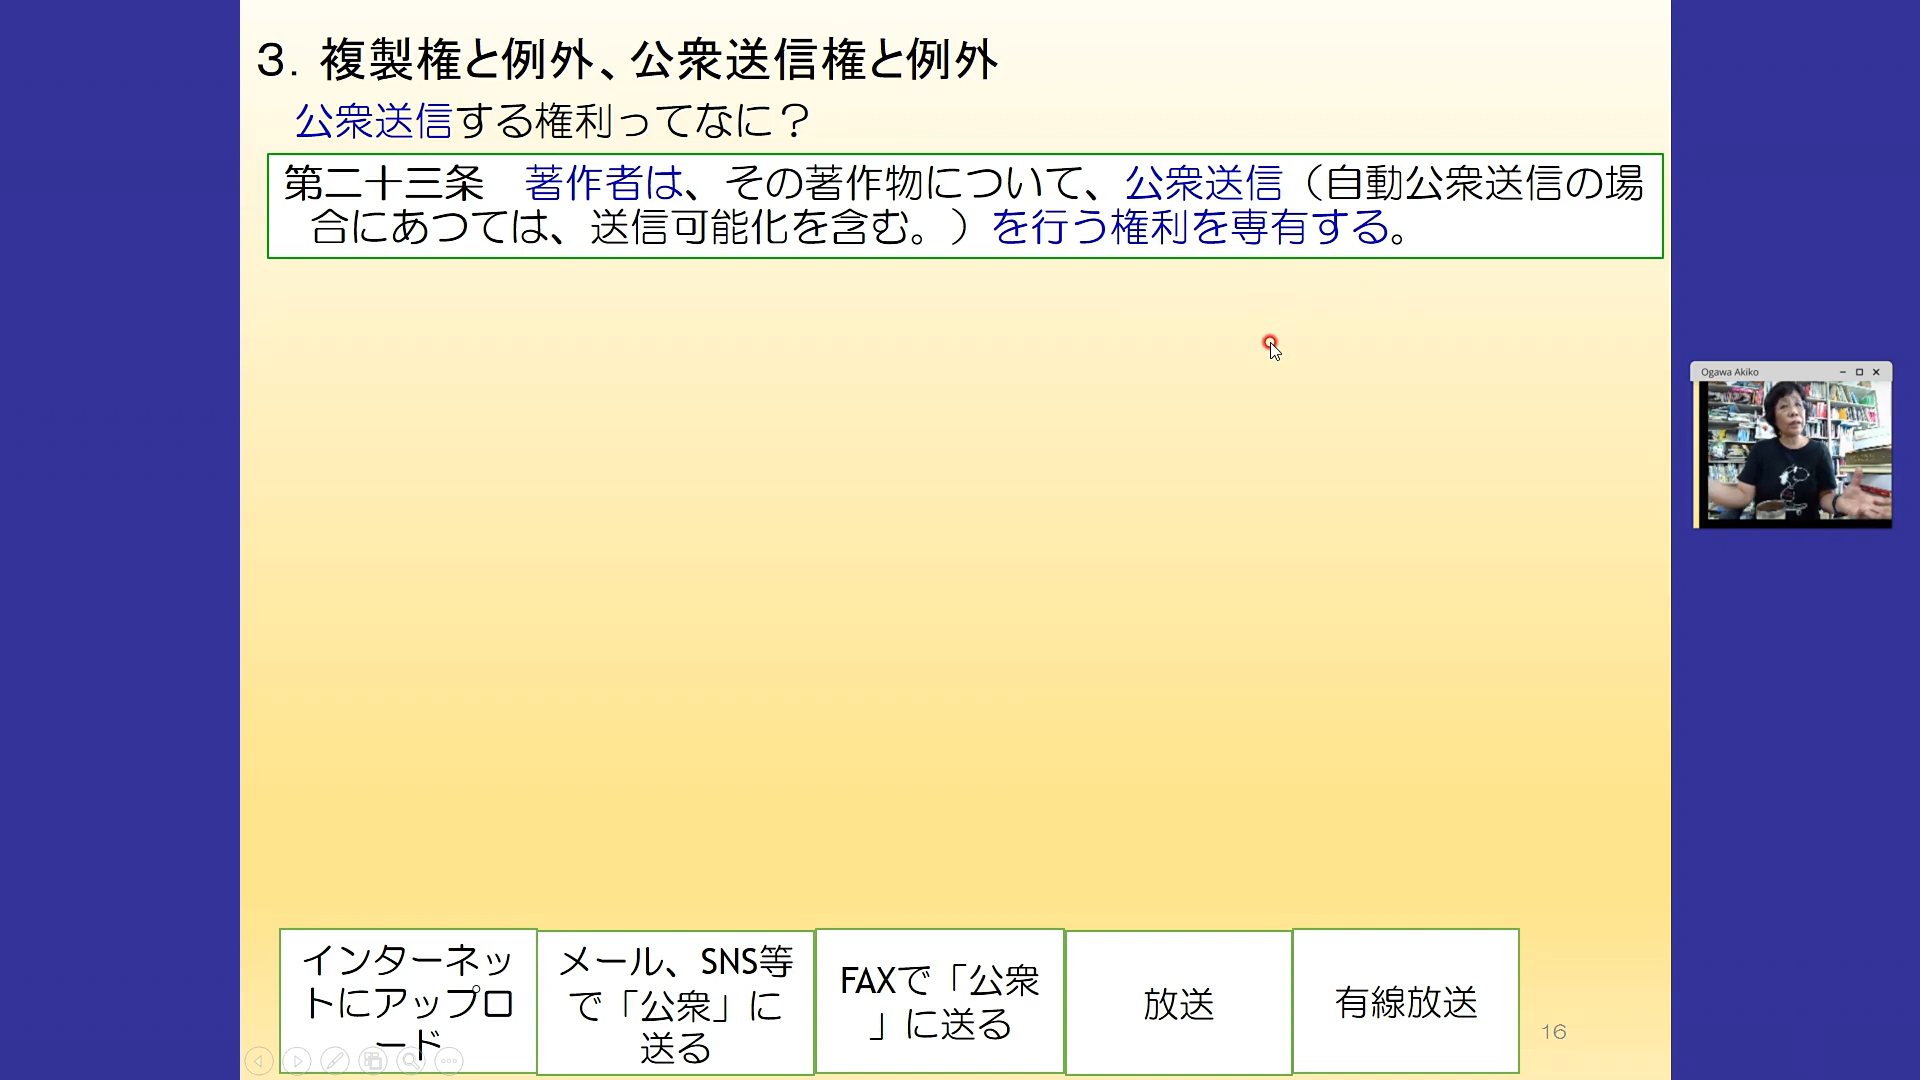 ３．複製権と例外、公衆送信権と例外
公衆送信する権利ってなに？
第二十三条　著作者は、その著作物について、公衆送信（自動公衆送信の場
合にあつては、送信可能化を含む。）を行う権利を専有する。
Ogawa Akiko
インターネッ
トにアップロ
ード
メール、SNS等
で「公衆」に
送る
FAXで「公衆
」に送る
放送
有線放送
16